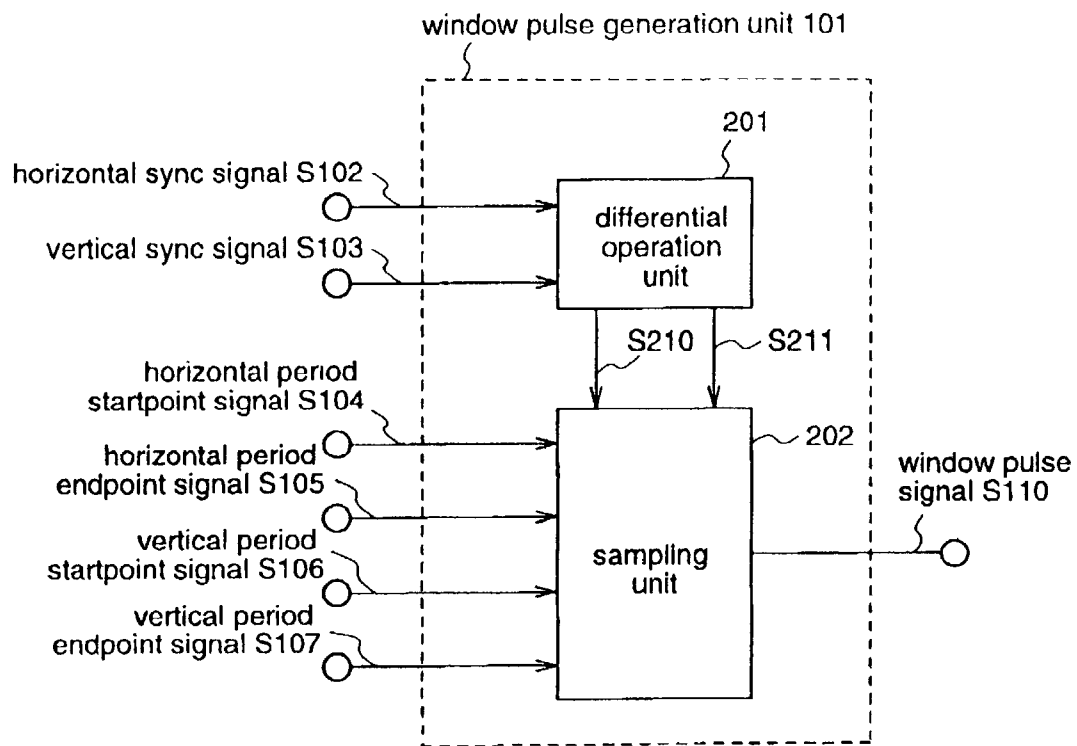 window pulse generation unit 101
201
horizontal sync signal S102
differential
operation
unit
vertical sync signal S103
S210
S211
horizontal period
startpoint signal S104
202
horizontal period
endpoint signal S105
window pulse
signal S110
vertical period
startpoint signal S106
sampling
unit
vertical period
endpoint signal S107